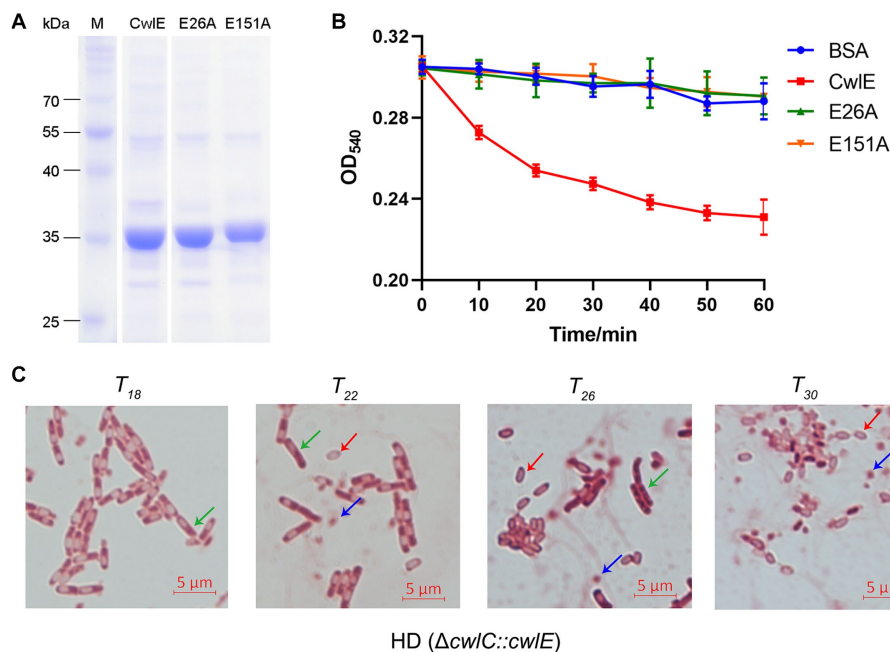 A
kDa M CwlE E26A E151A
70
55
40
35
25
B
0.32
0.28
0.24
0.20
OD540
0 10 20 30 40 50 60
Time/min
BSA
CwlE
E26A
E151A
C
T18 T22 T26 T30
5 μm 5 μm 5 μm 5 μm
HD (ΔcwlC::cwlE)